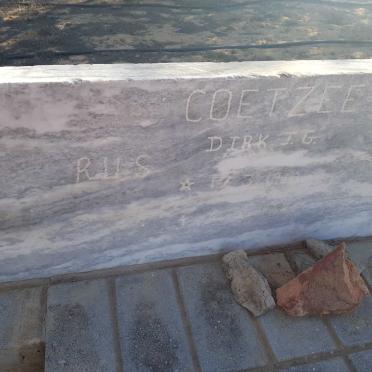 COETZEE
DIRK J.G.
RUS